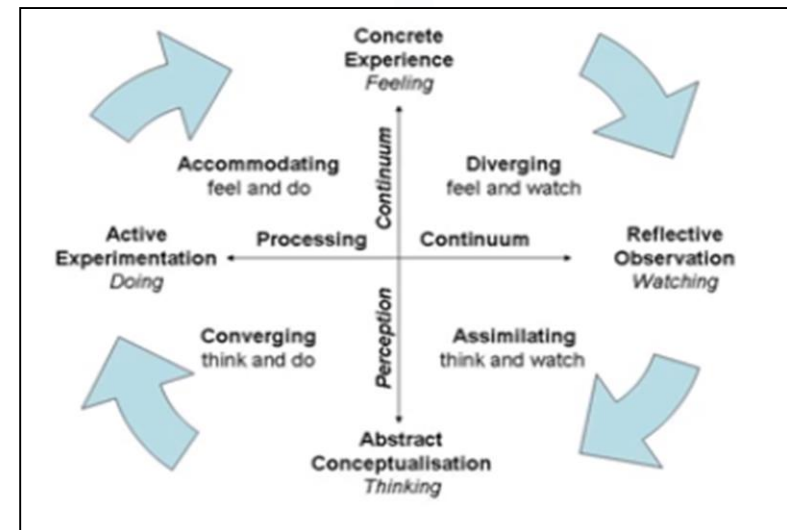 Concrete
Experience
Feeling
Continuum
Accommodating
feel and do
Diverging
feel and watch
Active
Experimentation
Doing
Processing
Continuum
Reflective
Observation
Watching
Perception
Converging
think and do
Assimilating
think and watch
Abstract
Conceptualisation
Thinking